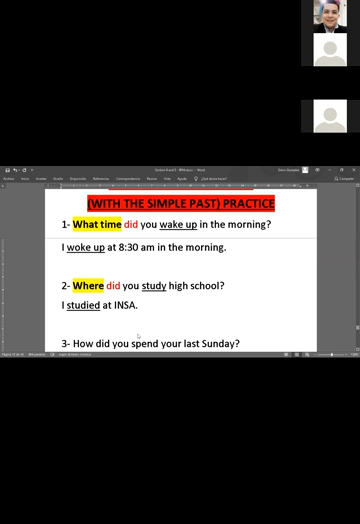 (WITH THE SIMPLE PAST) PRACTICE
1- What time did you wake up in the morning?
I woke up at 8:30 am in the morning.
2- Where did you study high school?
I studied at INSA.
3- How did you spend your last Sunday?